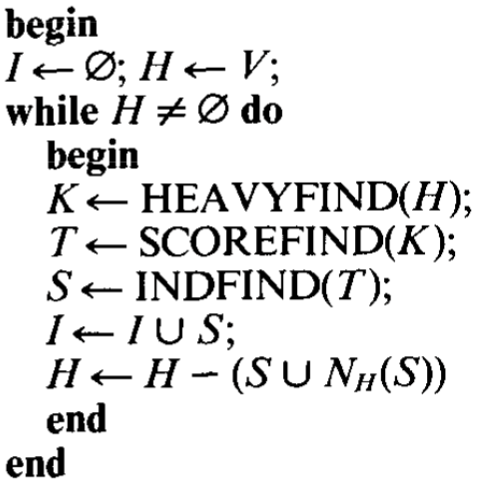 begin
I ← ∅; H ← V;
while H ≠ ∅ do
begin
K ← HEAVYFIND(H);
T ← SCOREFIND(K);
S ← INDFIND(T);
I ← I ∪ S;
H ← H − (S ∪ N_H(S))
end
end